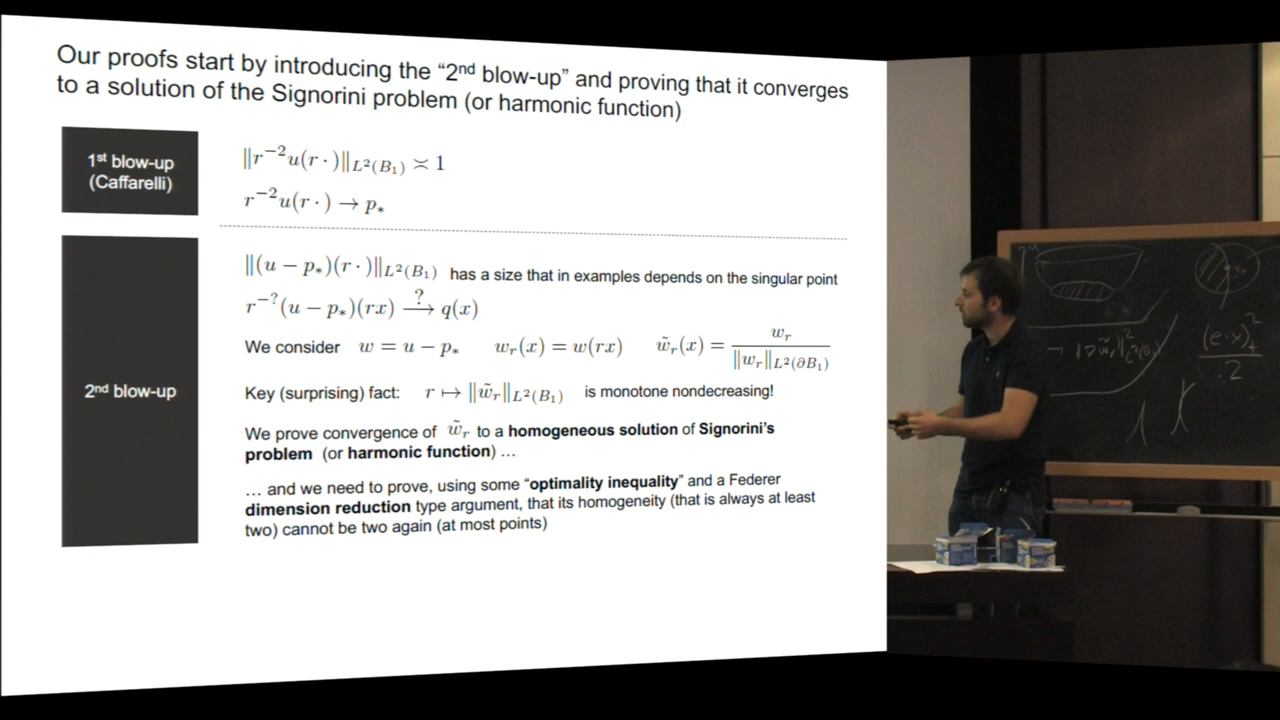 Our proofs start by introducing the “2nd blow-up” and proving that it converges
to a solution of the Signorini problem (or harmonic function)
1st blow-up
(Caffarelli)
‖r⁻²u(r ·)‖_{L²(B₁)} ≍ 1
r⁻²u(r ·) → p_*
2nd blow-up
‖(u − p_*)(r ·)‖_{L²(B₁)} has a size that in examples depends on the singular point
r^{−?}(u − p_*)(rx) —?→ q(x)
We consider w = u − p_* w_r(x) = w(rx) w̃_r(x) = w_r / ‖w_r‖_{L²(∂B₁)}
Key (surprising) fact: r ↦ ‖w̃_r‖_{L²(B₁)} is monotone nondecreasing!
We prove convergence of w̃_r to a homogeneous solution of Signorini's
problem (or harmonic function) …
… and we need to prove, using some “optimality inequality” and a Federer
dimension reduction type argument, that its homogeneity (that is always at least
two) cannot be two again (at most points)
(e·x)₊²
2